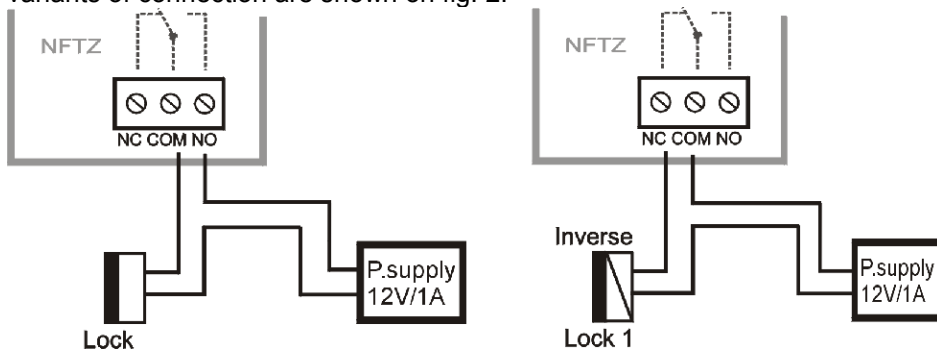 variants of connection are shown on fig. 2.
NFTZ
NC COM NO
P.supply
12V/1A
Lock
NFTZ
NC COM NO
Inverse
P.supply
12V/1A
Lock 1